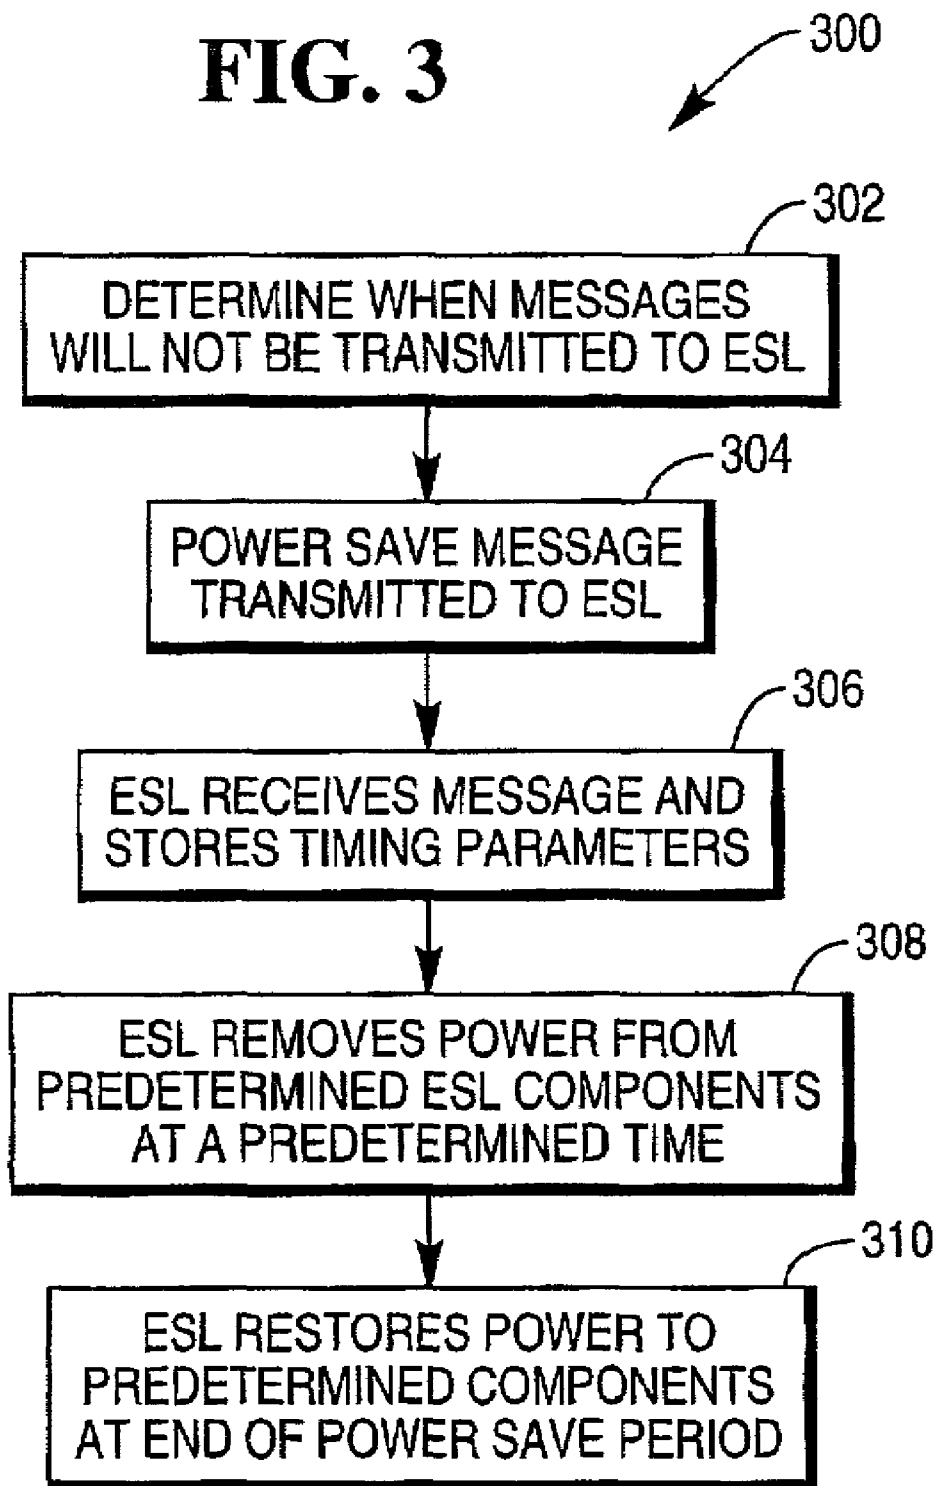 FIG. 3
300
302
DETERMINE WHEN MESSAGES
WILL NOT BE TRANSMITTED TO ESL
304
POWER SAVE MESSAGE
TRANSMITTED TO ESL
306
ESL RECEIVES MESSAGE AND
STORES TIMING PARAMETERS
308
ESL REMOVES POWER FROM
PREDETERMINED ESL COMPONENTS
AT A PREDETERMINED TIME
310
ESL RESTORES POWER TO
PREDETERMINED COMPONENTS
AT END OF POWER SAVE PERIOD